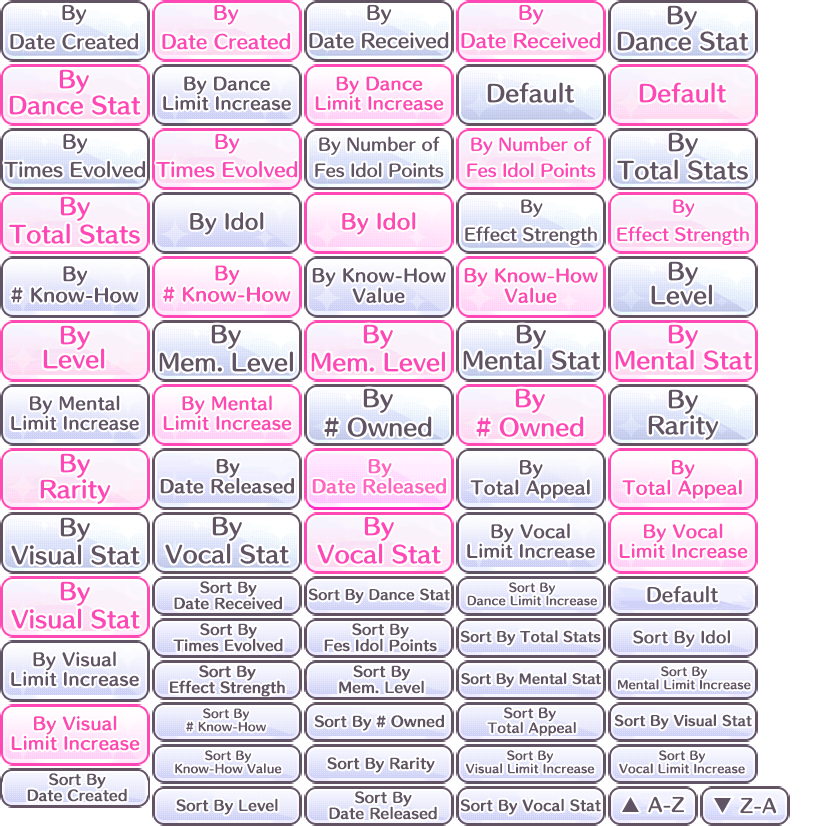 By
Date Created
By
Date Created
By
Date Received
By
Date Received
By
Dance Stat
By
Dance Stat
By Dance
Limit Increase
By Dance
Limit Increase
Default
Default
By
Times Evolved
By
Times Evolved
By Number of
Fes Idol Points
By Number of
Fes Idol Points
By
Total Stats
By
Total Stats
By Idol
By Idol
By
Effect Strength
By
Effect Strength
By
# Know-How
By
# Know-How
By Know-How
Value
By Know-How
Value
By
Level
By
Level
By
Mem. Level
By
Mem. Level
By
Mental Stat
By
Mental Stat
By Mental
Limit Increase
By Mental
Limit Increase
By
# Owned
By
# Owned
By
Rarity
By
Rarity
By
Date Released
By
Date Released
By
Total Appeal
By
Total Appeal
By
Visual Stat
By
Vocal Stat
By
Vocal Stat
By Vocal
Limit Increase
By Vocal
Limit Increase
By
Visual Stat
Sort By
Date Received
Sort By Dance Stat
Sort By
Dance Limit Increase
Default
Sort By
Times Evolved
Sort By
Fes Idol Points
Sort By Total Stats
Sort By Idol
By Visual
Limit Increase
Sort By
Effect Strength
Sort By
Mem. Level
Sort By Mental Stat
Sort By
Mental Limit Increase
By Visual
Limit Increase
Sort By
# Know-How
Sort By # Owned
Sort By
Total Appeal
Sort By Visual Stat
Sort By
Know-How Value
Sort By Rarity
Sort By
Visual Limit Increase
Sort By
Vocal Limit Increase
Sort By
Date Created
Sort By Level
Sort By
Date Released
Sort By Vocal Stat
▲ A-Z
▼ Z-A